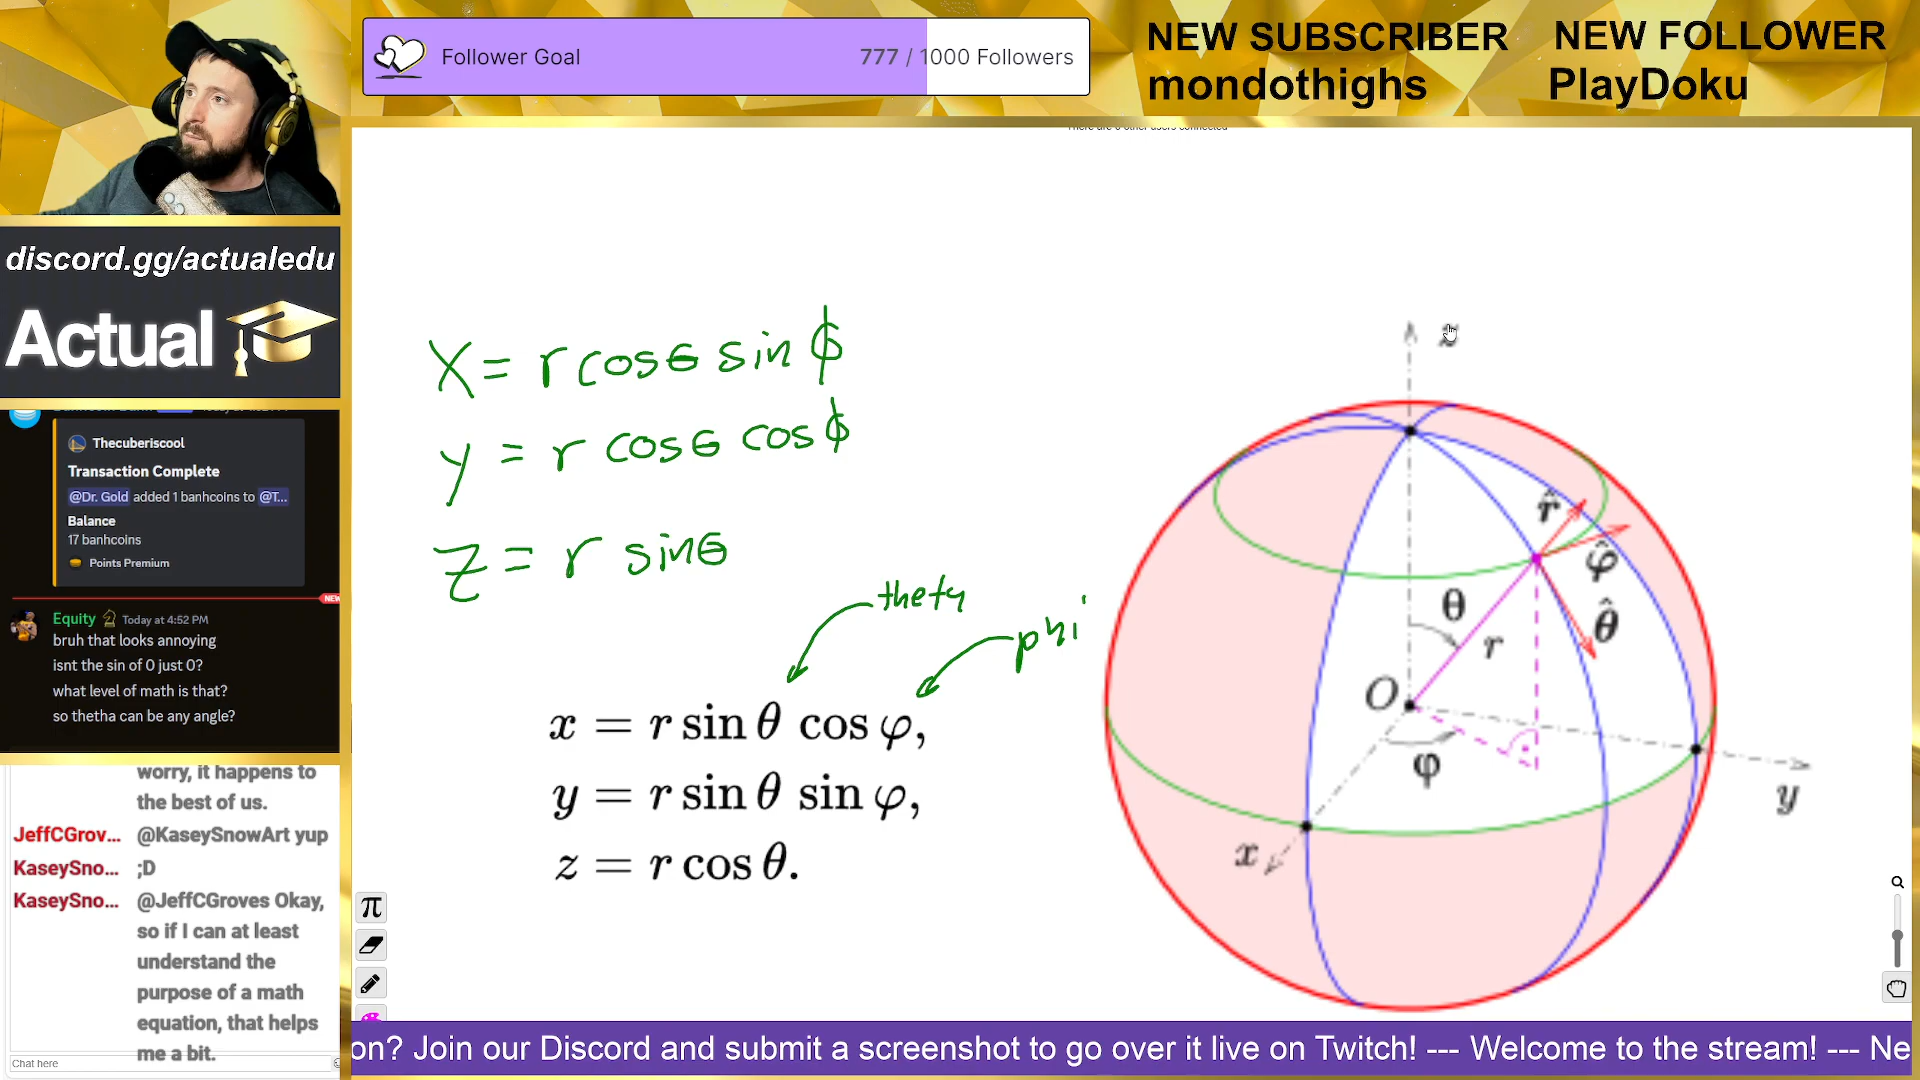 Follower Goal
777 / 1000 Followers
NEW SUBSCRIBER
mondothighs
NEW FOLLOWER
PlayDoku
discord.gg/actualedu
Actual
Thecuberiscool
Transaction Complete
@Dr. Gold added 1 banhcoins to @T...
Balance
17 banhcoins
Points Premium
NEW
Equity Today at 4:52 PM
bruh that looks annoying
isnt the sin of 0 just 0?
what level of math is that?
so thetha can be any angle?
worry, it happens to
the best of us.
JeffCGrov... @KaseySnowArt yup
KaseySno... ;D
KaseySno... @JeffCGroves Okay,
so if I can at least
understand the
purpose of a math
equation, that helps
me a bit.
Chat here
x = r cosθ sin ϕ
y = r cosθ cosϕ
z = r sinθ
theta
phi
x = r sin θ cos φ,
y = r sin θ sin φ,
z = r cos θ.
z
r̂
φ̂
θ
θ̂
r
O
φ
y
x
π
on? Join our Discord and submit a screenshot to go over it live on Twitch! --- Welcome to the stream! --- Ne